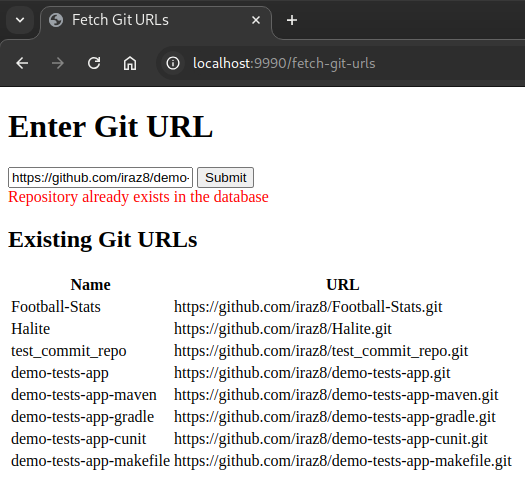 Fetch Git URLs
localhost:9990/fetch-git-urls
Enter Git URL
https://github.com/iraz8/demo- Submit
Repository already exists in the database
Existing Git URLs
Name URL
Football-Stats https://github.com/iraz8/Football-Stats.git
Halite https://github.com/iraz8/Halite.git
test_commit_repo https://github.com/iraz8/test_commit_repo.git
demo-tests-app https://github.com/iraz8/demo-tests-app.git
demo-tests-app-maven https://github.com/iraz8/demo-tests-app-maven.git
demo-tests-app-gradle https://github.com/iraz8/demo-tests-app-gradle.git
demo-tests-app-cunit https://github.com/iraz8/demo-tests-app-cunit.git
demo-tests-app-makefile https://github.com/iraz8/demo-tests-app-makefile.git